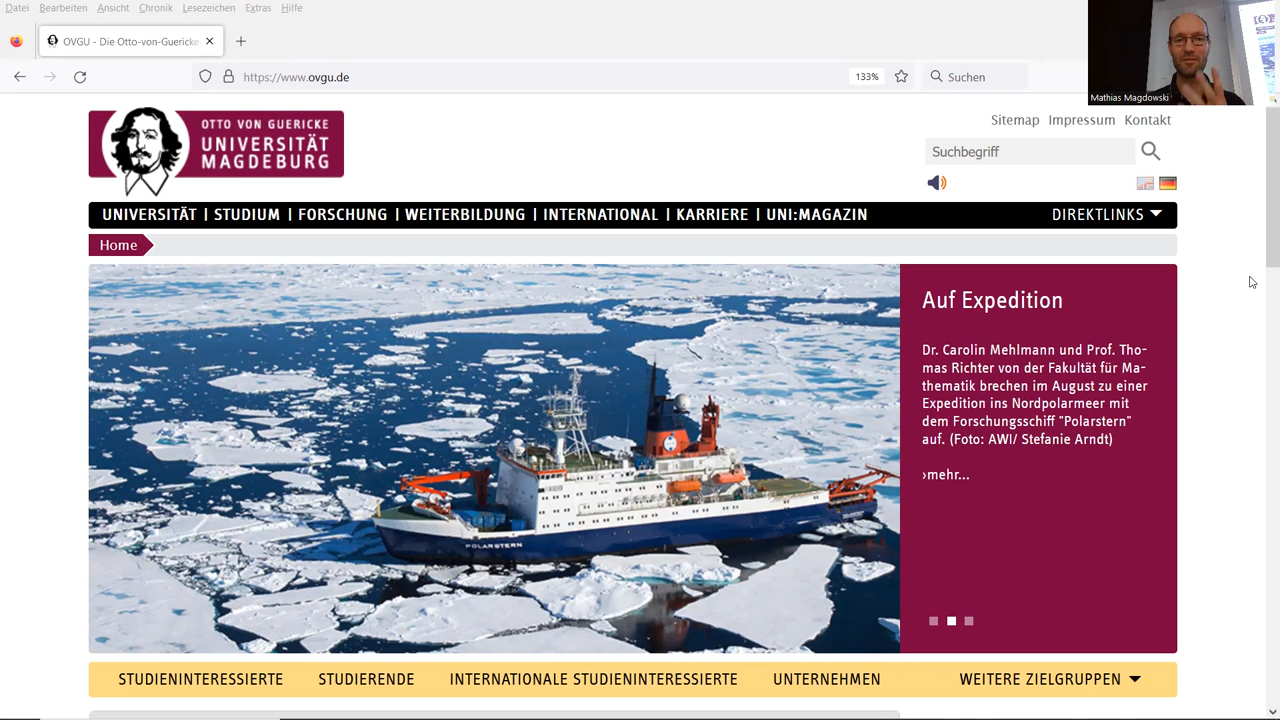 Datei Bearbeiten Ansicht Chronik Lesezeichen Extras Hilfe
OVGU - Die Otto-von-Guericke
https://www.ovgu.de
133%
Suchen
Mathias Magdowski
OTTO VON GUERICKE
UNIVERSITÄT
MAGDEBURG
Sitemap Impressum Kontakt
Suchbegriff
UNIVERSITÄT | STUDIUM | FORSCHUNG | WEITERBILDUNG | INTERNATIONAL | KARRIERE | UNI:MAGAZIN
DIREKTLINKS
Home
Auf Expedition
Dr. Carolin Mehlmann und Prof. Tho-
mas Richter von der Fakultät für Ma-
thematik brechen im August zu einer
Expedition ins Nordpolarmeer mit
dem Forschungsschiff "Polarstern"
auf. (Foto: AWI/ Stefanie Arndt)
›mehr...
POLARSTERN
STUDIENINTERESSIERTE STUDIERENDE INTERNATIONALE STUDIENINTERESSIERTE UNTERNEHMEN WEITERE ZIELGRUPPEN